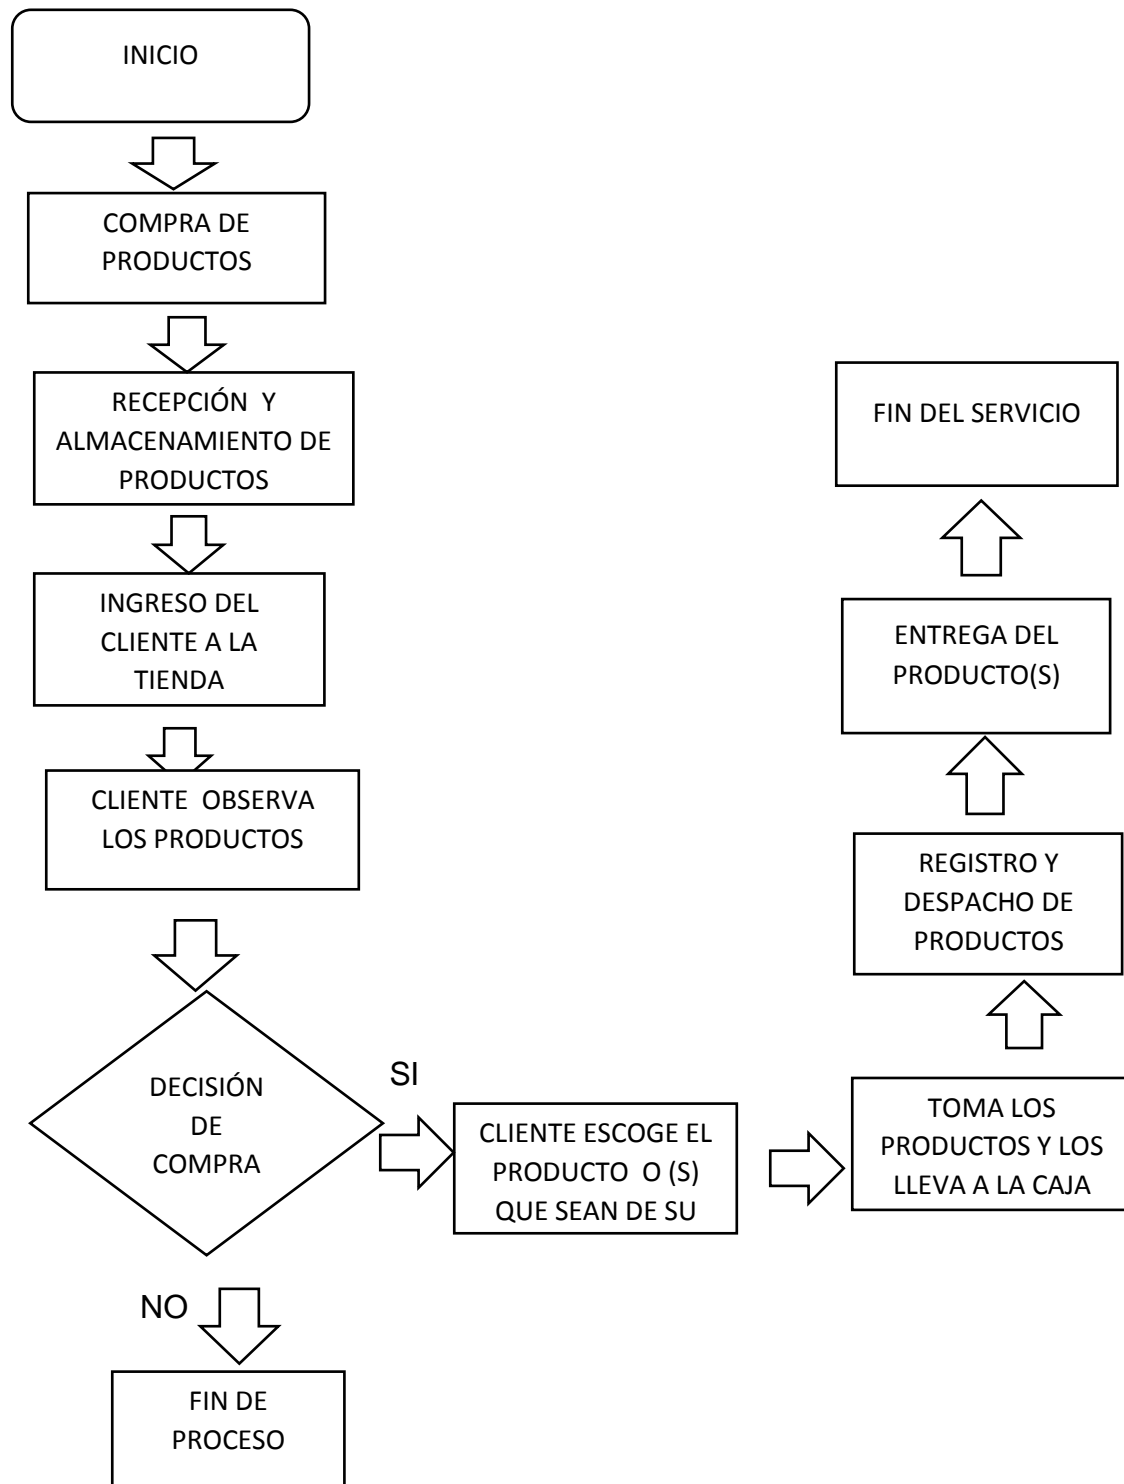 INICIO
COMPRA DE
PRODUCTOS
RECEPCIÓN Y
ALMACENAMIENTO DE
PRODUCTOS
INGRESO DEL
CLIENTE A LA
TIENDA
CLIENTE OBSERVA
LOS PRODUCTOS
DECISIÓN
DE
COMPRA
SI
CLIENTE ESCOGE EL
PRODUCTO O (S)
QUE SEAN DE SU
TOMA LOS
PRODUCTOS Y LOS
LLEVA A LA CAJA
REGISTRO Y
DESPACHO DE
PRODUCTOS
ENTREGA DEL
PRODUCTO(S)
FIN DEL SERVICIO
NO
FIN DE
PROCESO